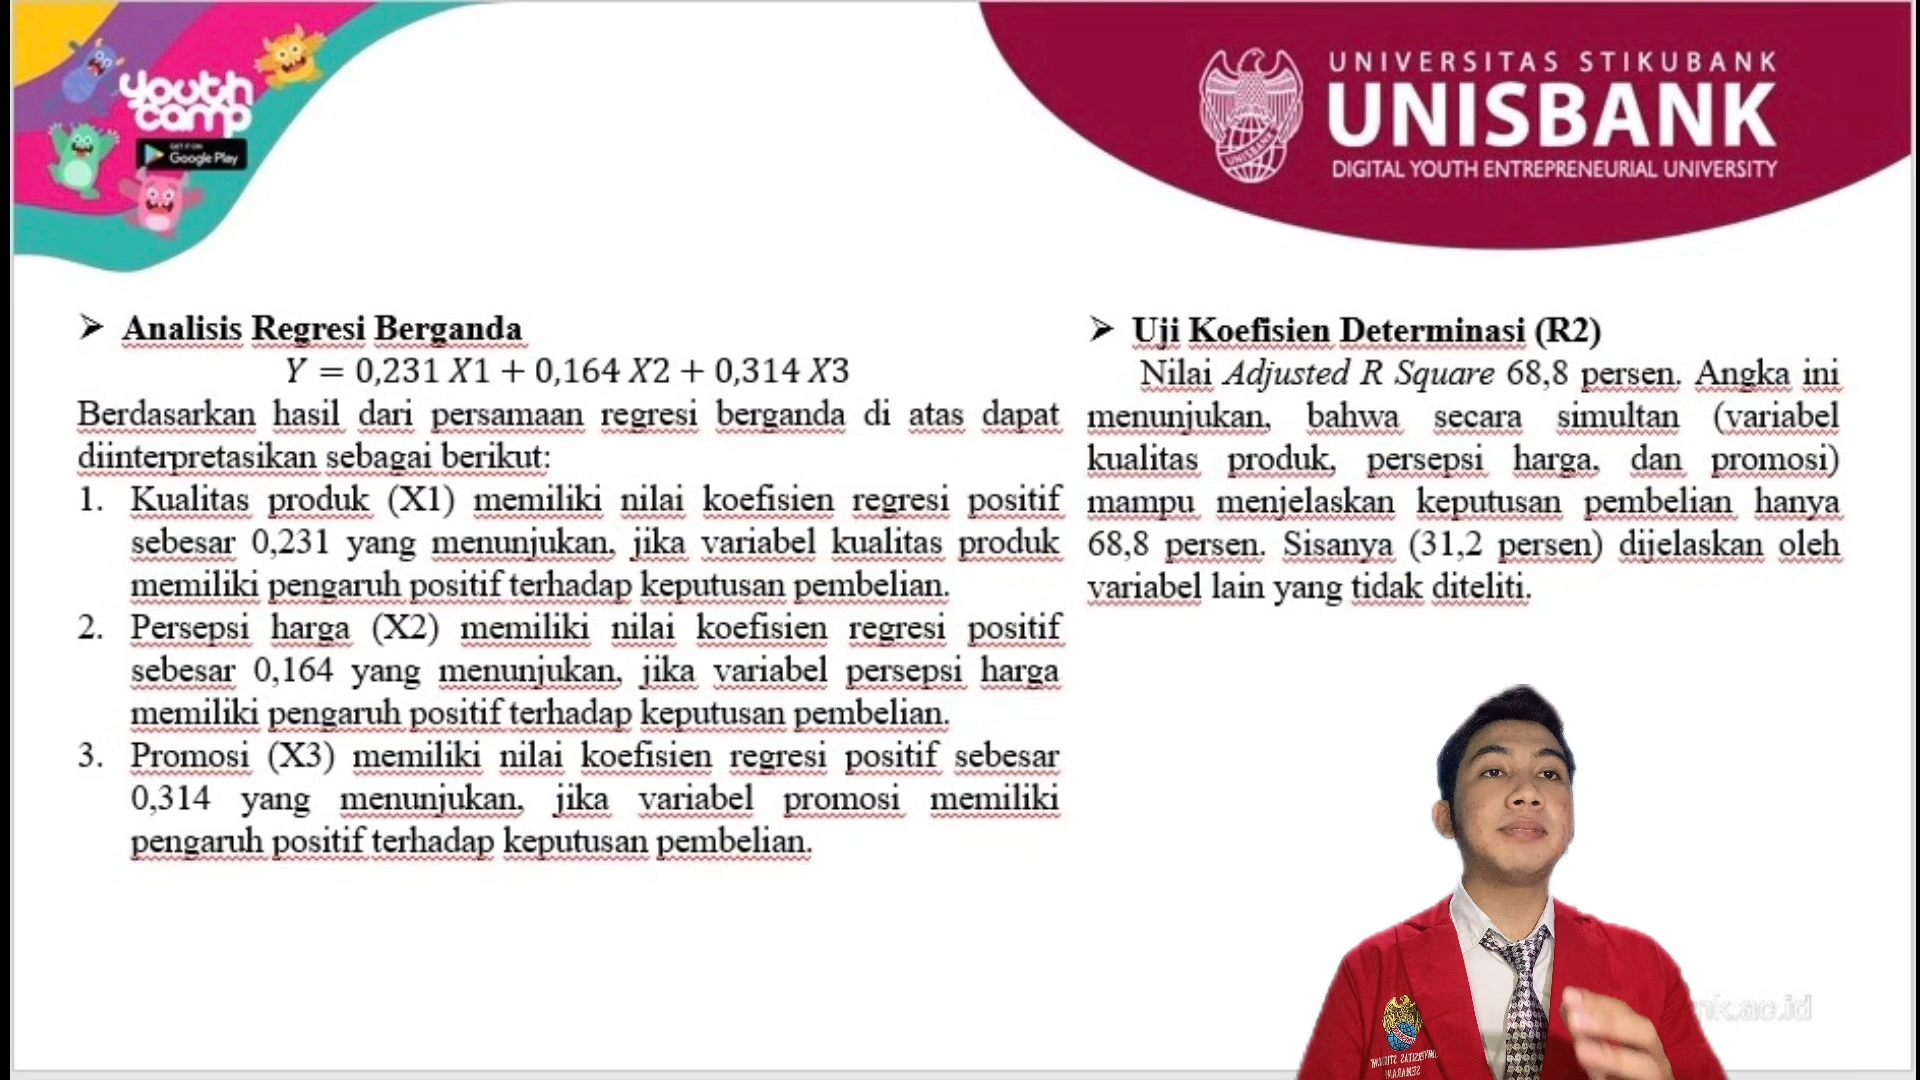 youth
camp
GET IT ON
Google Play
UNIVERSITAS STIKUBANK
UNISBANK
DIGITAL YOUTH ENTREPRENEURIAL UNIVERSITY
UNISBANK
➤ Analisis Regresi Berganda
Y = 0,231 X1 + 0,164 X2 + 0,314 X3
Berdasarkan hasil dari persamaan regresi berganda di atas dapat
diinterpretasikan sebagai berikut:
1. Kualitas produk (X1) memiliki nilai koefisien regresi positif
sebesar 0,231 yang menunjukan, jika variabel kualitas produk
memiliki pengaruh positif terhadap keputusan pembelian.
2. Persepsi harga (X2) memiliki nilai koefisien regresi positif
sebesar 0,164 yang menunjukan, jika variabel persepsi harga
memiliki pengaruh positif terhadap keputusan pembelian.
3. Promosi (X3) memiliki nilai koefisien regresi positif sebesar
0,314 yang menunjukan, jika variabel promosi memiliki
pengaruh positif terhadap keputusan pembelian.
➤ Uji Koefisien Determinasi (R2)
Nilai Adjusted R Square 68,8 persen. Angka ini
menunjukan, bahwa secara simultan (variabel
kualitas produk, persepsi harga, dan promosi)
mampu menjelaskan keputusan pembelian hanya
68,8 persen. Sisanya (31,2 persen) dijelaskan oleh
variabel lain yang tidak diteliti.
nk.ac.id